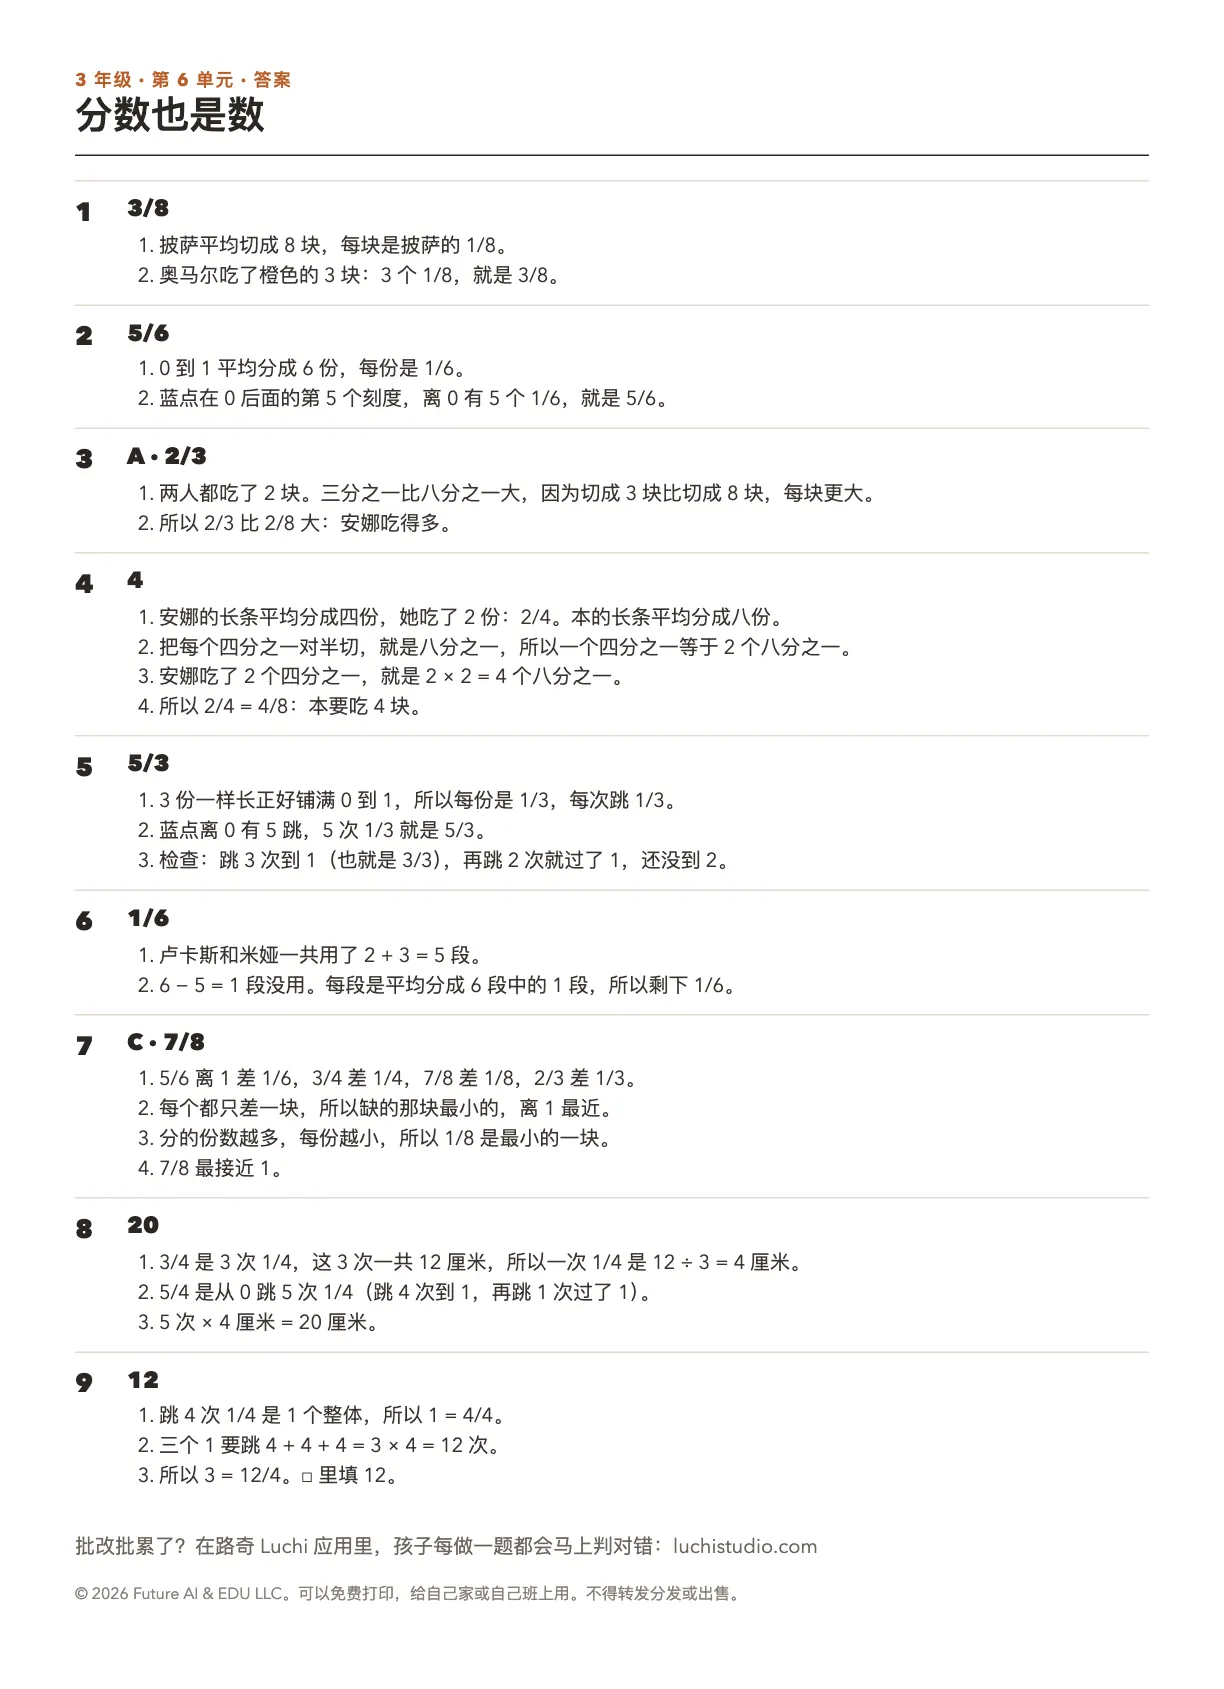 3 年级 · 第 6 单元 · 答案
分数也是数
1 3/8
1. 披萨平均切成 8 块，每块是披萨的 1/8。
2. 奥马尔吃了橙色的 3 块：3 个 1/8，就是 3/8。
2 5/6
1. 0 到 1 平均分成 6 份，每份是 1/6。
2. 蓝点在 0 后面的第 5 个刻度，离 0 有 5 个 1/6，就是 5/6。
3 A · 2/3
1. 两人都吃了 2 块。三分之一比八分之一大，因为切成 3 块比切成 8 块，每块更大。
2. 所以 2/3 比 2/8 大：安娜吃得多。
4 4
1. 安娜的长条平均分成四份，她吃了 2 份：2/4。本的长条平均分成八份。
2. 把每个四分之一对半切，就是八分之一，所以一个四分之一等于 2 个八分之一。
3. 安娜吃了 2 个四分之一，就是 2 × 2 = 4 个八分之一。
4. 所以 2/4 = 4/8：本要吃 4 块。
5 5/3
1. 3 份一样长正好铺满 0 到 1，所以每份是 1/3，每次跳 1/3。
2. 蓝点离 0 有 5 跳，5 次 1/3 就是 5/3。
3. 检查：跳 3 次到 1（也就是 3/3），再跳 2 次就过了 1，还没到 2。
6 1/6
1. 卢卡斯和米娅一共用了 2 + 3 = 5 段。
2. 6 − 5 = 1 段没用。每段是平均分成 6 段中的 1 段，所以剩下 1/6。
7 C · 7/8
1. 5/6 离 1 差 1/6，3/4 差 1/4，7/8 差 1/8，2/3 差 1/3。
2. 每个都只差一块，所以缺的那块最小的，离 1 最近。
3. 分的份数越多，每份越小，所以 1/8 是最小的一块。
4. 7/8 最接近 1。
8 20
1. 3/4 是 3 次 1/4，这 3 次一共 12 厘米，所以一次 1/4 是 12 ÷ 3 = 4 厘米。
2. 5/4 是从 0 跳 5 次 1/4（跳 4 次到 1，再跳 1 次过了 1）。
3. 5 次 × 4 厘米 = 20 厘米。
9 12
1. 跳 4 次 1/4 是 1 个整体，所以 1 = 4/4。
2. 三个 1 要跳 4 + 4 + 4 = 3 × 4 = 12 次。
3. 所以 3 = 12/4。□ 里填 12。
批改批累了？在路奇 Luchi 应用里，孩子每做一题都会马上判对错：luchistudio.com
© 2026 Future AI & EDU LLC。可以免费打印，给自己家或自己班上用。不得转发分发或出售。